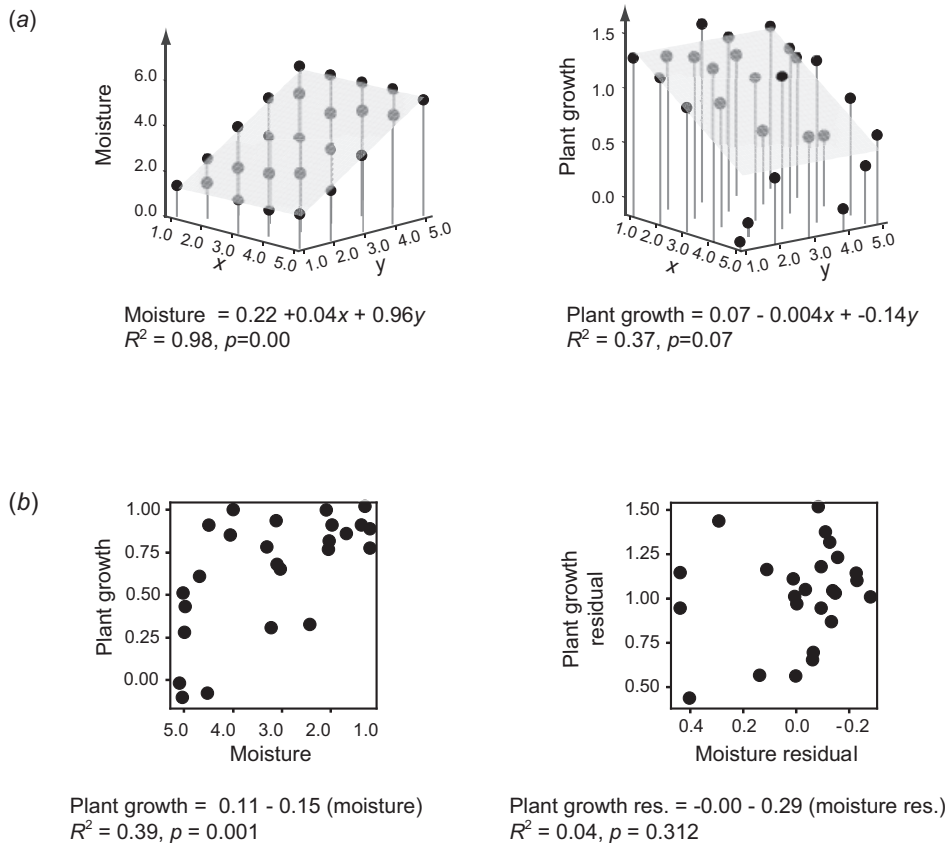 (a)
Moisture
6.0
4.0
2.0
0.0
1.0 2.0 3.0 4.0 5.0
x
1.0 2.0 3.0 4.0 5.0
y
Moisture = 0.22 +0.04x + 0.96y
R² = 0.98, p=0.00
Plant growth
1.5
1.0
0.5
0.0
1.0 2.0 3.0 4.0 5.0
x
1.0 2.0 3.0 4.0 5.0
y
Plant growth = 0.07 - 0.004x + -0.14y
R² = 0.37, p=0.07
(b)
Plant growth
1.00
0.75
0.50
0.25
0.00
5.0 4.0 3.0 2.0 1.0
Moisture
Plant growth = 0.11 - 0.15 (moisture)
R² = 0.39, p = 0.001
Plant growth
residual
1.50
1.25
1.00
0.50
0.4 0.2 0.0 -0.2
Moisture residual
Plant growth res. = -0.00 - 0.29 (moisture res.)
R² = 0.04, p = 0.312